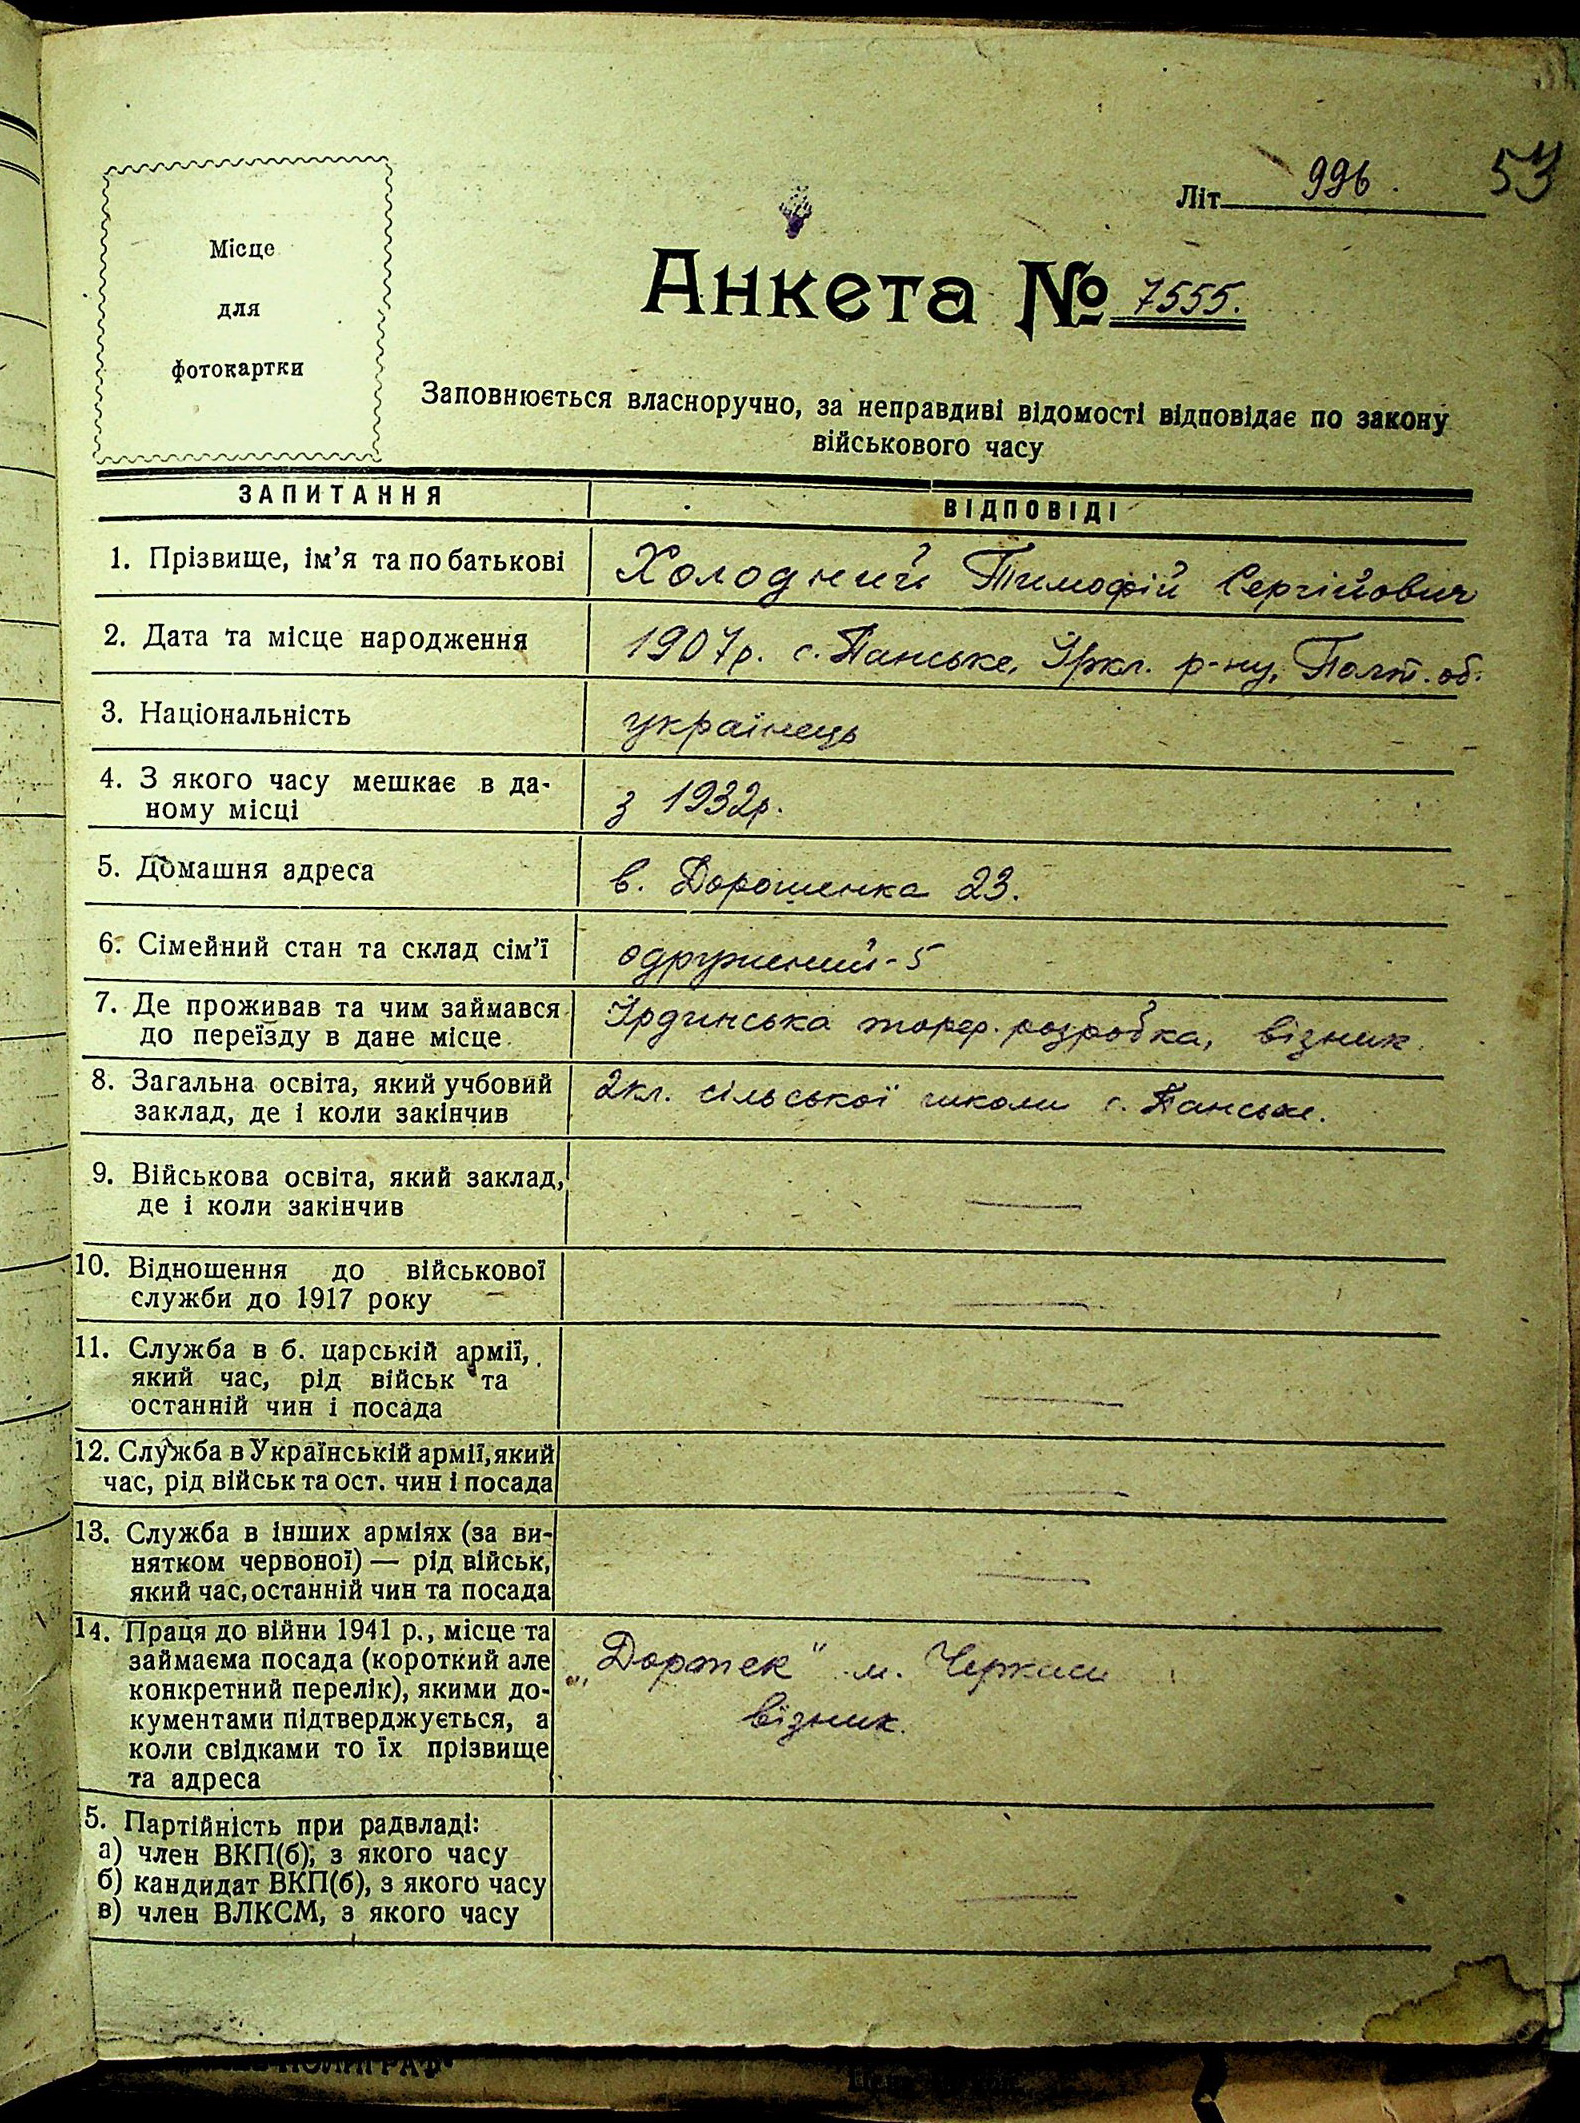 53
Літ 996.
Місце
для
фотокартки
Анкета № 7555.
Заповнюється власноручно, за неправдиві відомості відповідає по закону
військового часу
ЗАПИТАННЯ ВІДПОВІДІ
1. Прізвище, ім’я та по батькові Холодний Тимофій Сергійович
2. Дата та місце народження 1907р. с. Панське, Іркл. р-ну, Полт. об.
3. Національність українець
4. З якого часу мешкає в да-
ному місці з 1932р.
5. Домашня адреса в. Дорошенка 23.
6. Сімейний стан та склад сім’ї одружений - 5
7. Де проживав та чим займався Ірдинська торф. розробка, візник.
до переїзду в дане місце
8. Загальна освіта, який учбовий 2кл. сільської школи с. Панське.
заклад, де і коли закінчив
9. Військова освіта, який заклад,
де і коли закінчив —
10. Відношення до військової
служби до 1917 року —
11. Служба в б. царській армії,
який час, рід військ та
останній чин і посада —
12. Служба в Українській армії, який
час, рід військ та ост. чин і посада —
13. Служба в інших арміях (за ви-
нятком червової) — рід військ,
який час, останній чин та посада —
14. Праця до війни 1941 р., місце та
займаєма посада (короткий але „Дортек“ м. Черкаси
конкретний перелік), якими до-
кументами підтверджується, а візник.
коли свідками то їх прізвище
та адреса
5. Партійність при радвладі:
а) член ВКП(б), з якого часу
б) кандидат ВКП(б), з якого часу —
в) член ВЛКСМ, з якого часу